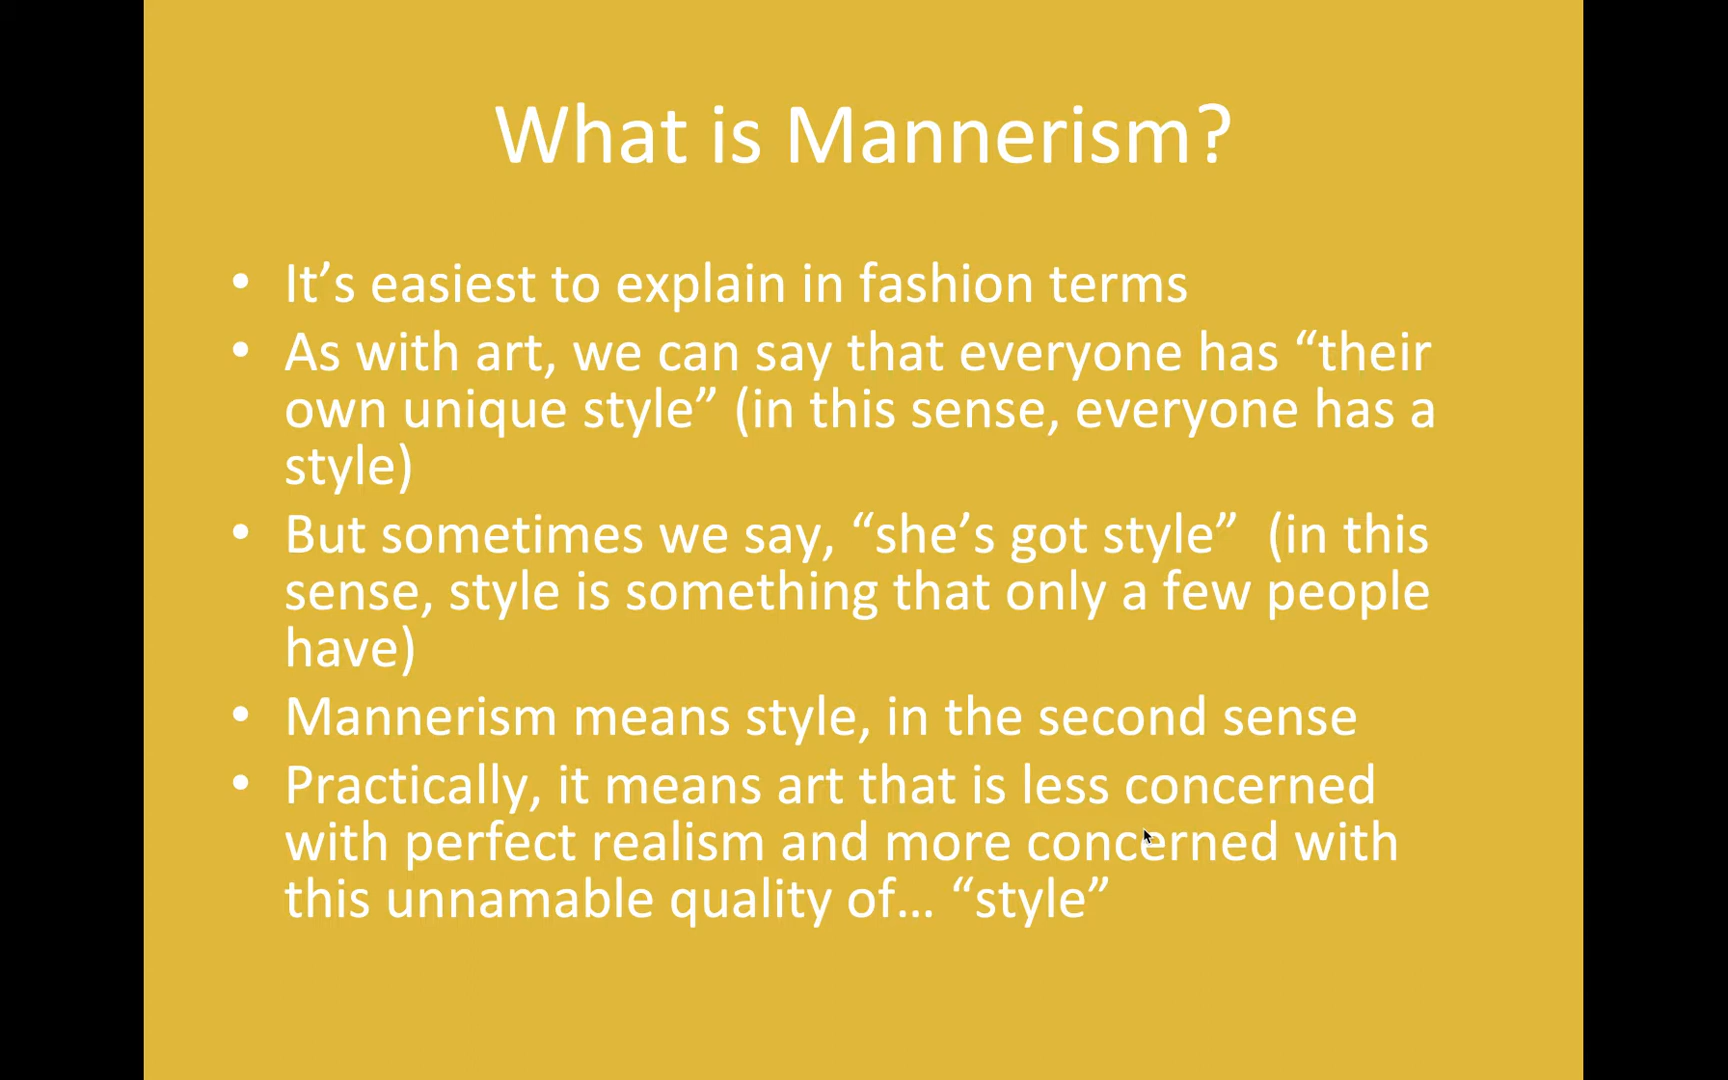 What is Mannerism?
• It’s easiest to explain in fashion terms
• As with art, we can say that everyone has “their
own unique style” (in this sense, everyone has a
style)
• But sometimes we say, “she’s got style”  (in this
sense, style is something that only a few people
have)
• Mannerism means style, in the second sense
• Practically, it means art that is less concerned
with perfect realism and more concerned with
this unnamable quality of… “style”